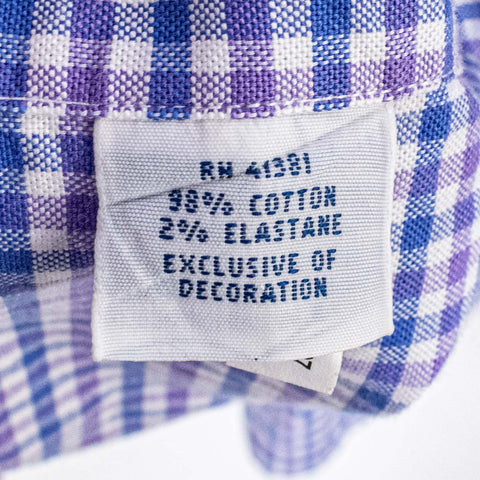 RN 41381
98% COTTON
2% ELASTANE
EXCLUSIVE OF
DECORATION